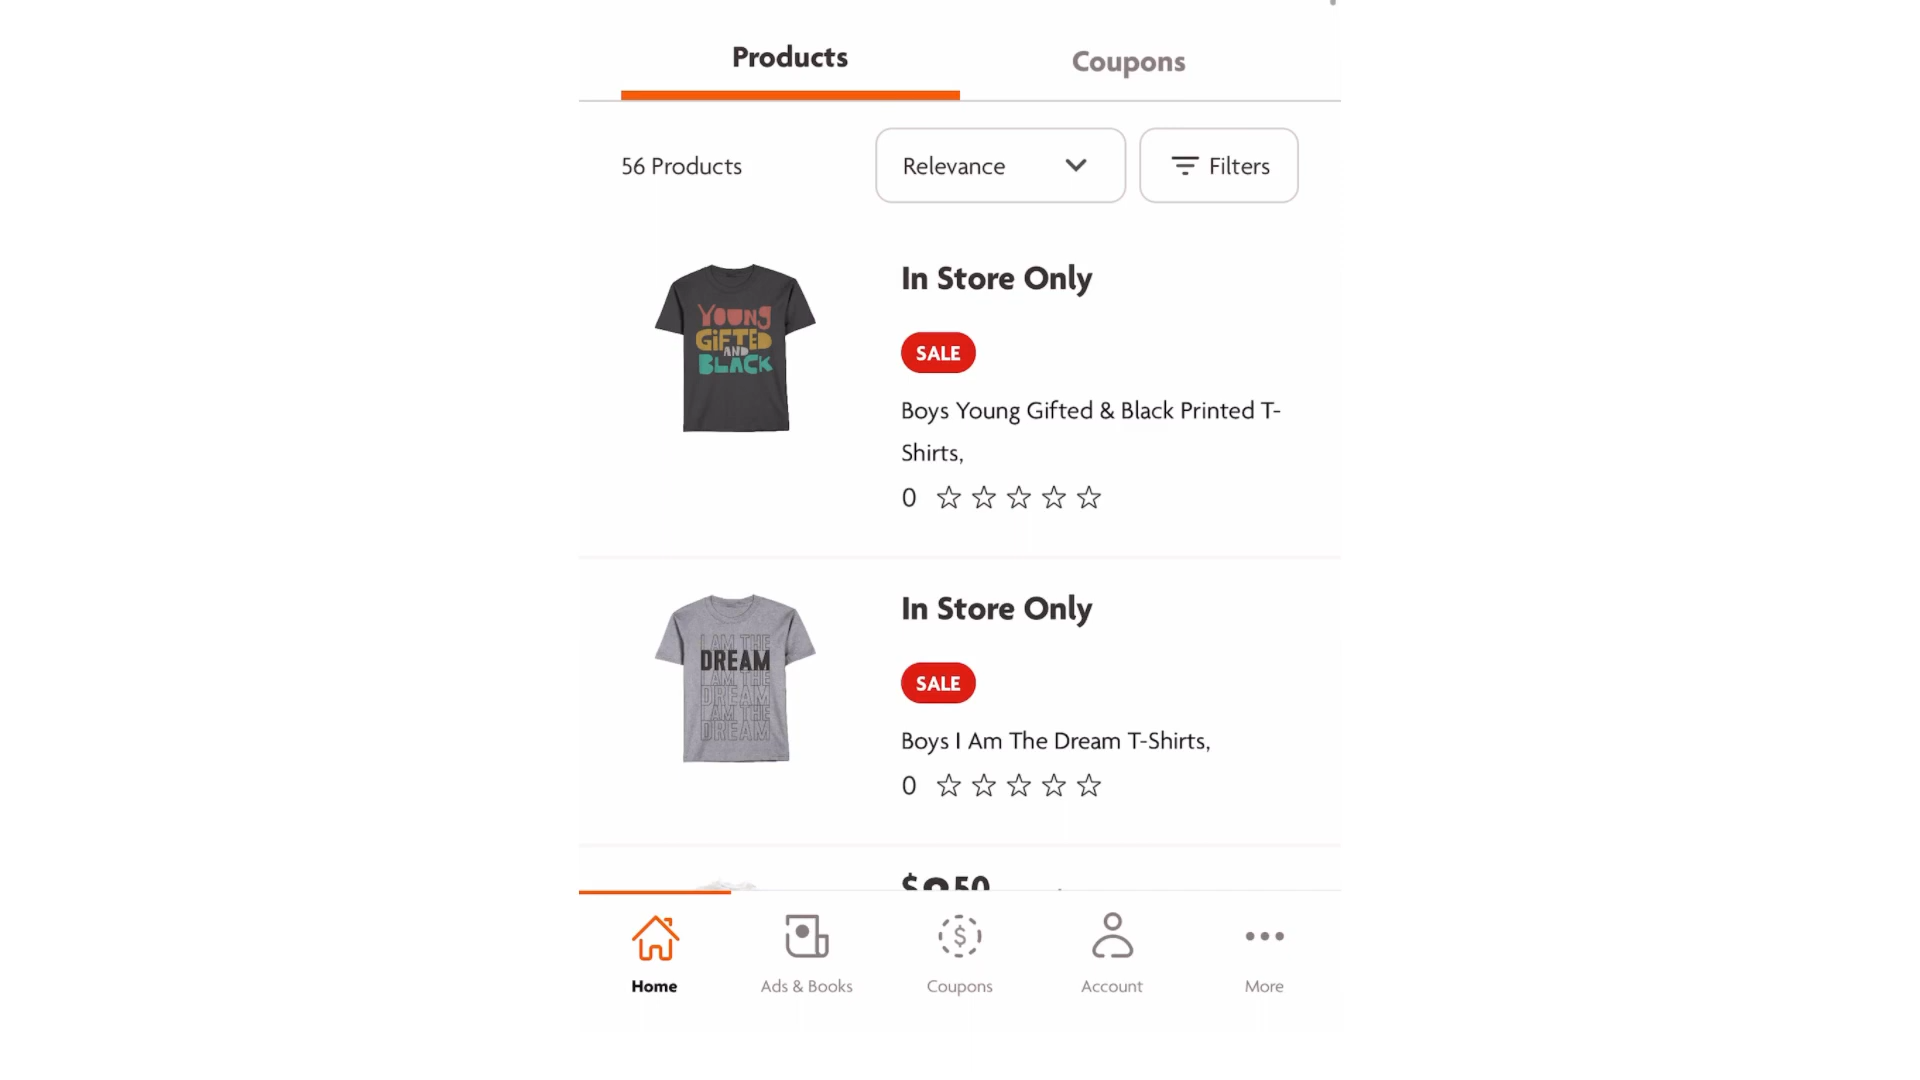 Products
Coupons
56 Products
Relevance
Filters
YOUNG
GIFTED
AND
BLACK
In Store Only
SALE
Boys Young Gifted & Black Printed T-
Shirts,
0
I AM THE
DREAM
I AM THE
DREAM
I AM THE
DREAM
In Store Only
SALE
Boys I Am The Dream T-Shirts,
0
Home
Ads & Books
Coupons
Account
More